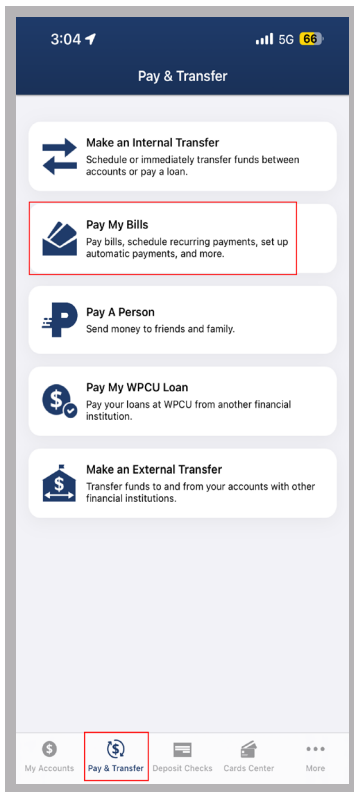 3:04 5G 66
Pay & Transfer
Make an Internal Transfer
Schedule or immediately transfer funds between
accounts or pay a loan.
Pay My Bills
Pay bills, schedule recurring payments, set up
automatic payments, and more.
Pay A Person
Send money to friends and family.
Pay My WPCU Loan
Pay your loans at WPCU from another financial
institution.
Make an External Transfer
Transfer funds to and from your accounts with other
financial institutions.
My Accounts Pay & Transfer Deposit Checks Cards Center More